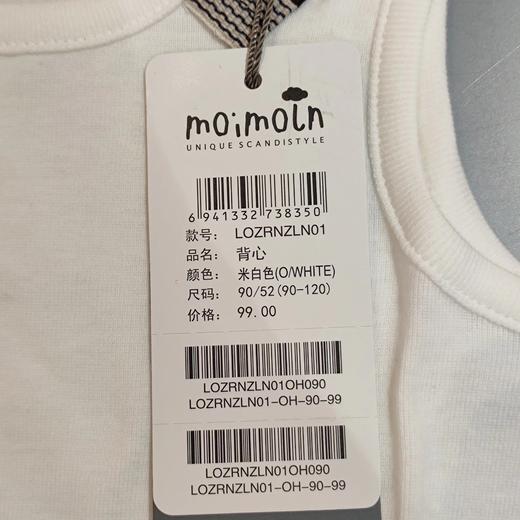 moimoln
UNIQUE SCANDISTYLE
6 941332 738350
款号: LOZRNZLN01
品名: 背心
颜色: 米白色(O/WHITE)
尺码: 90/52(90-120)
价格: 99.00
LOZRNZLN01OH090
LOZRNZLN01-OH-90-99
LOZRNZLN01OH090
LOZRNZLN01-OH-90-99